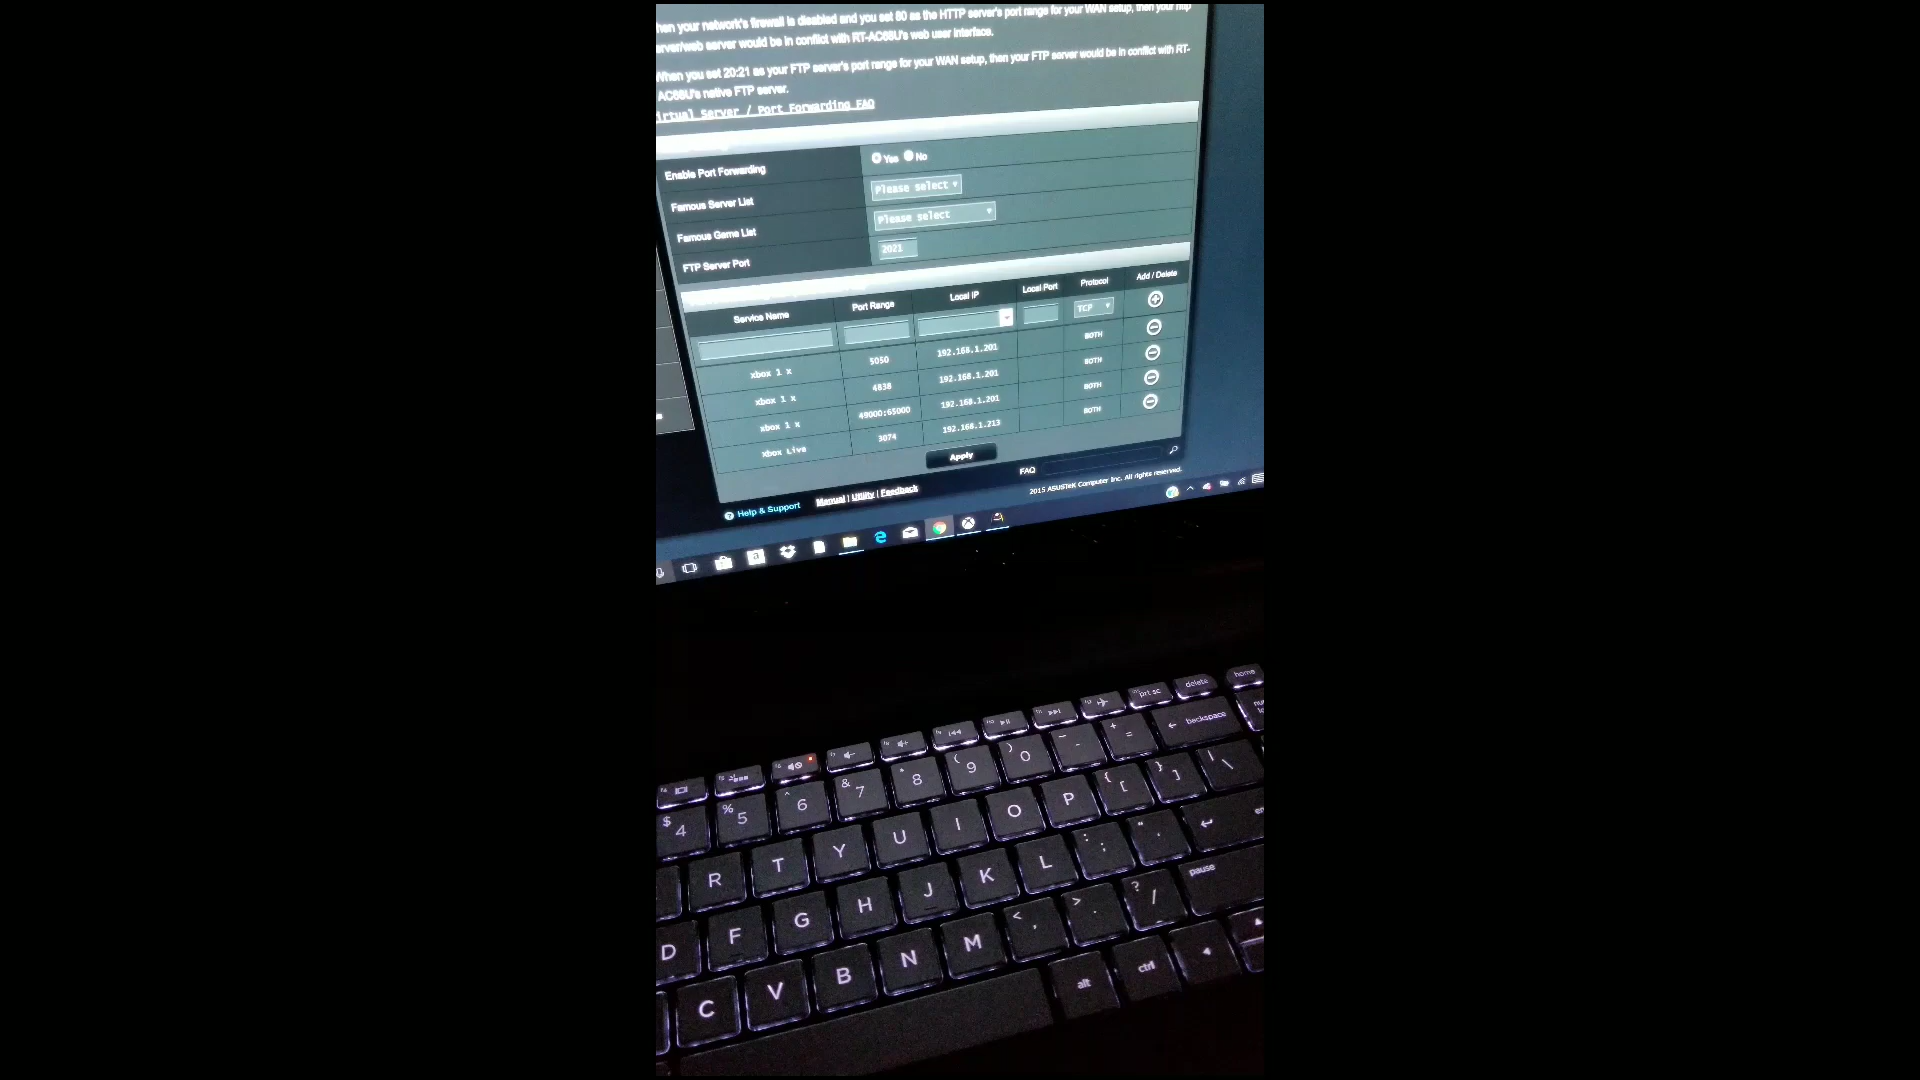 hen your network's firewall is disabled and you set 80 as the HTTP server's port range for your WAN setup, then your http
erver/web server would be in conflict with RT-AC68U's web user interface.
When you set 20:21 as your FTP server's port range for your WAN setup, then your FTP server would be in conflict with RT-
AC68U's native FTP server.
irtual Server / Port Forwarding FAQ
Enable Port Forwarding Yes No
Famous Server List Please select
Famous Game List Please select
FTP Server Port 2021
Service Name Port Range Local IP Local Port Protocol Add / Delete
TCP
xbox 1 x 5050 192.168.1.201 BOTH
xbox 1 x 4838 192.168.1.201 BOTH
xbox 1 x 49000:65000 192.168.1.201 BOTH
xbox Live 3074 192.168.1.213 BOTH
Apply
Help & Support Manual | Utility | Feedback FAQ
2015 ASUSTeK Computer Inc. All rights reserved.
prt sc delete home
$ 4 % 5 ^ 6 & 7 * 8 ( 9 ) 0 _ - + = ← backspace
R T Y U I O P { [ } ] | \
D F G H J K L : ; " '
C V B N M < , > . ? / pause
alt ctrl